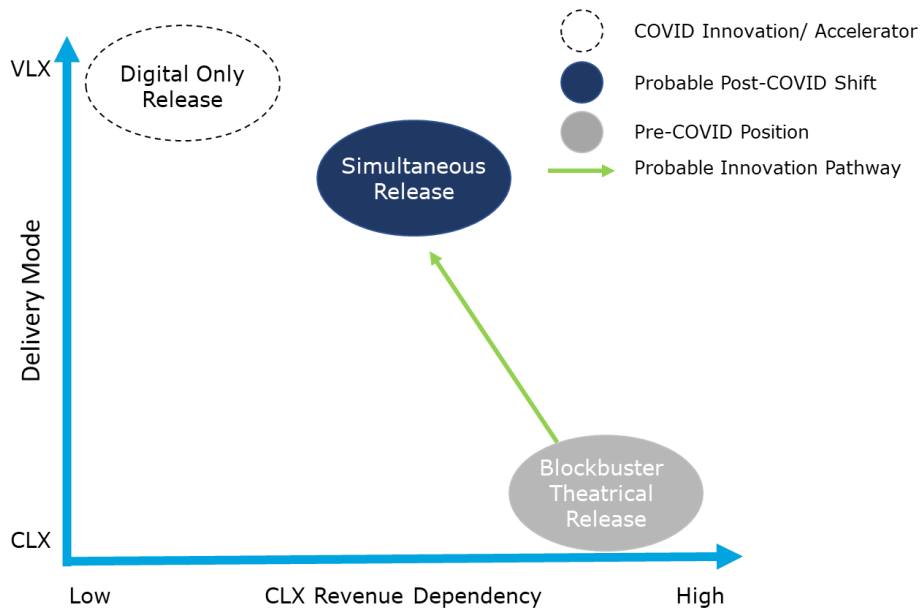 COVID Innovation/ Accelerator
Probable Post-COVID Shift
Pre-COVID Position
Probable Innovation Pathway
VLX
Digital Only
Release
Simultaneous
Release
Delivery Mode
Blockbuster
Theatrical
Release
CLX
Low
CLX Revenue Dependency
High